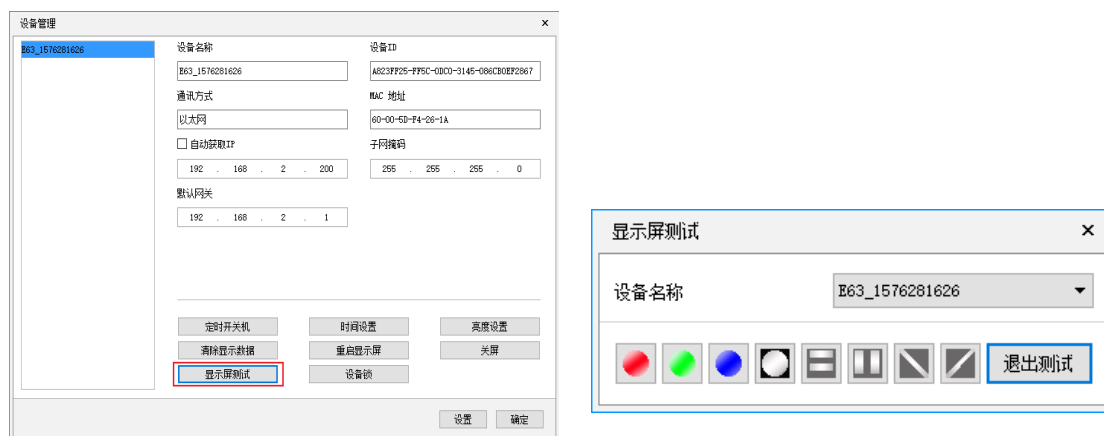 设备管理
E63_1576281626
设备名称
设备ID
E63_1576281626
A823FF25-FF5C-0DC0-3145-086CB0EF2867
通讯方式
MAC 地址
以太网
60-00-5D-F4-26-1A
自动获取IP
子网掩码
192 . 168 . 2 . 200
255 . 255 . 255 . 0
默认网关
192 . 168 . 2 . 1
定时开关机
时间设置
亮度设置
清除显示数据
重启显示屏
关屏
显示屏测试
设备锁
设置
确定
显示屏测试
设备名称
E63_1576281626
退出测试